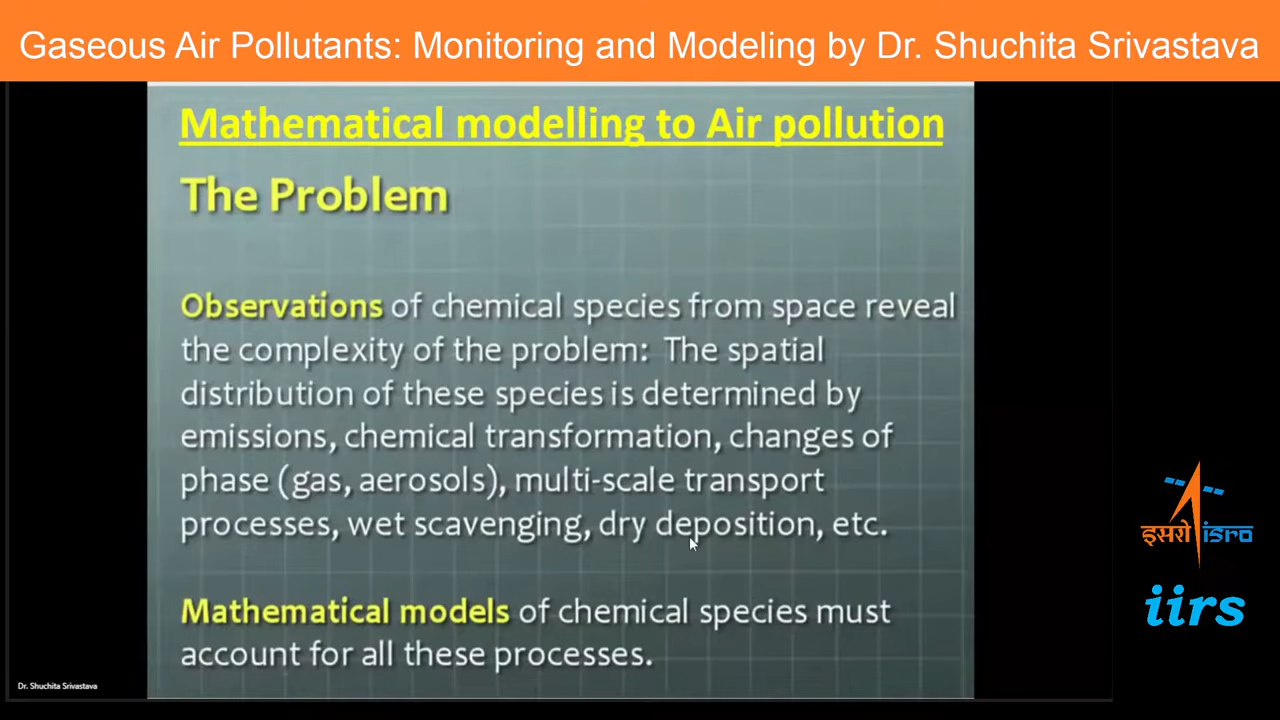 Gaseous Air Pollutants: Monitoring and Modeling by Dr. Shuchita Srivastava
Mathematical modelling to Air pollution
The Problem
Observations of chemical species from space reveal
the complexity of the problem: The spatial
distribution of these species is determined by
emissions, chemical transformation, changes of
phase (gas, aerosols), multi-scale transport
processes, wet scavenging, dry deposition, etc.
Mathematical models of chemical species must
account for all these processes.
Dr. Shuchita Srivastava
इसरो isro
iirs